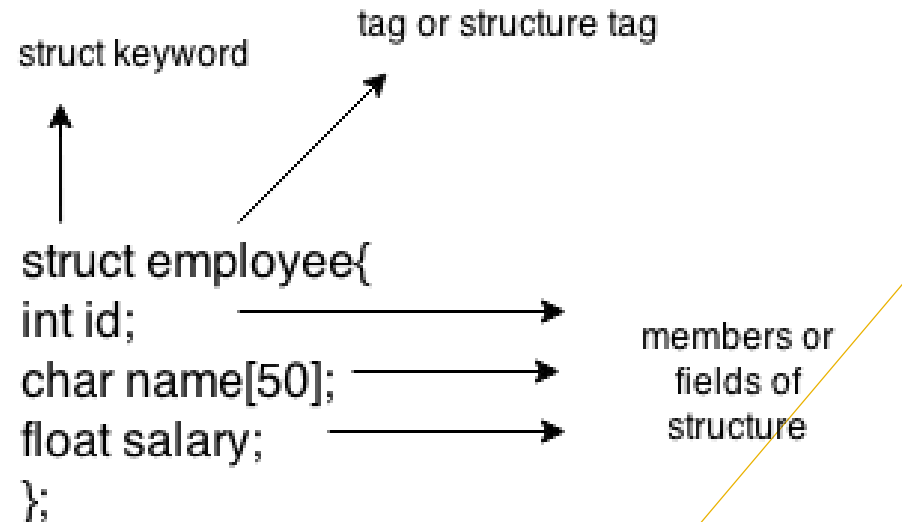 tag or structure tag
struct keyword
struct employee{
int id;
char name[50];
float salary;
};
members or
fields of
structure